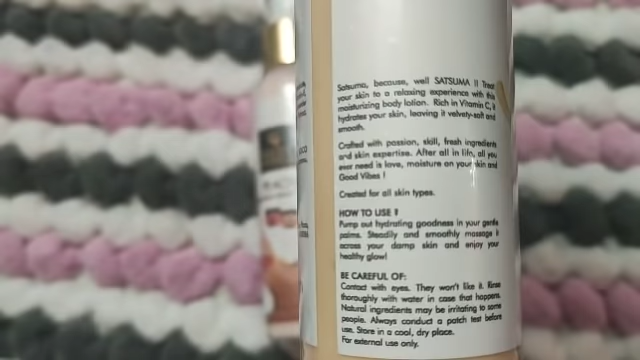 Satsuma, because, well SATSUMA !! Treat
your skin to a relaxing experience with this
moisturizing body lotion. Rich in Vitamin C, it
hydrates your skin, leaving it velvety-soft and
smooth.
Crafted with passion, skill, fresh ingredients
and skin expertise. After all in life, all you
ever need is love, moisture on your skin and
Good Vibes !
Created for all skin types.
HOW TO USE ?
Pump out hydrating goodness in your gentle
palms. Steadily and smoothly massage it
across your damp skin and enjoy your
healthy glow!
BE CAREFUL OF:
Contact with eyes. They won't like it. Rinse
thoroughly with water in case that happens.
Natural ingredients may be irritating to some
people. Always conduct a patch test before
use. Store in a cool, dry place.
For external use only.